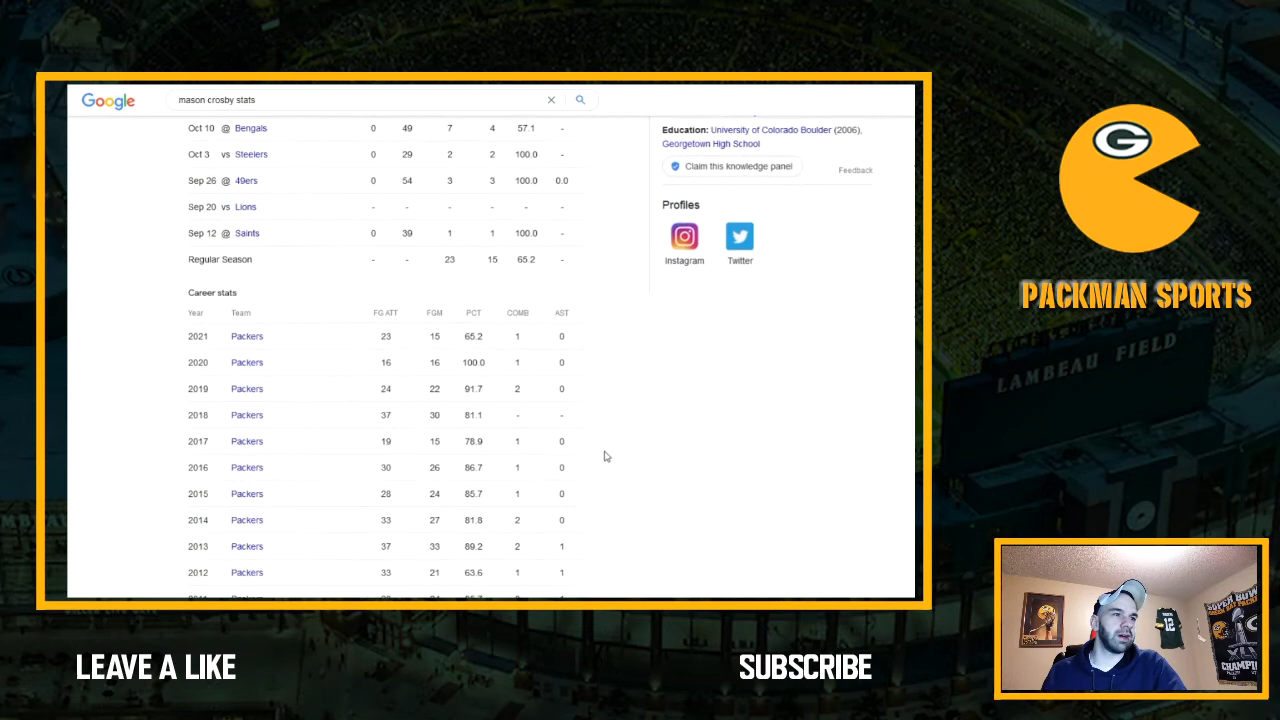 Google
mason crosby stats
Oct 10 @ Bengals 0 49 7 4 57.1 -
Oct 3 vs Steelers 0 29 2 2 100.0 -
Sep 26 @ 49ers 0 54 3 3 100.0 0.0
Sep 20 vs Lions - - - - - -
Sep 12 @ Saints 0 39 1 1 100.0 -
Regular Season - - 23 15 65.2 -
Career stats
Year Team FG ATT FGM PCT COMB AST
2021 Packers 23 15 65.2 1 0
2020 Packers 16 16 100.0 1 0
2019 Packers 24 22 91.7 2 0
2018 Packers 37 30 81.1 - -
2017 Packers 19 15 78.9 1 0
2016 Packers 30 26 86.7 1 0
2015 Packers 28 24 85.7 1 0
2014 Packers 33 27 81.8 2 0
2013 Packers 37 33 89.2 2 1
2012 Packers 33 21 63.6 1 1
Education: University of Colorado Boulder (2006),
Georgetown High School
Claim this knowledge panel
Feedback
Profiles
Instagram Twitter
G
PACKMAN SPORTS
LAMBEAU FIELD
12
SUPER BOWL
XLV
LEAVE A LIKE
SUBSCRIBE